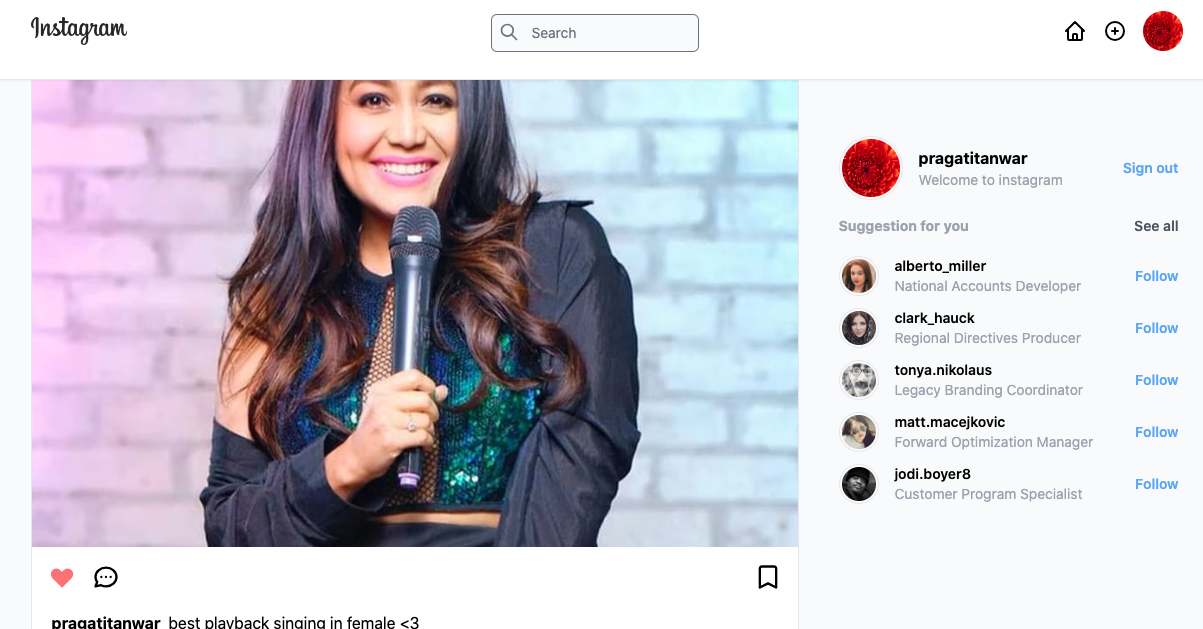 Instagram
Search
pragatitanwar
Welcome to instagram
Sign out
Suggestion for you
See all
alberto_miller
National Accounts Developer
Follow
clark_hauck
Regional Directives Producer
Follow
tonya.nikolaus
Legacy Branding Coordinator
Follow
matt.macejkovic
Forward Optimization Manager
Follow
jodi.boyer8
Customer Program Specialist
Follow
pragatitanwar best playback singing in female <3